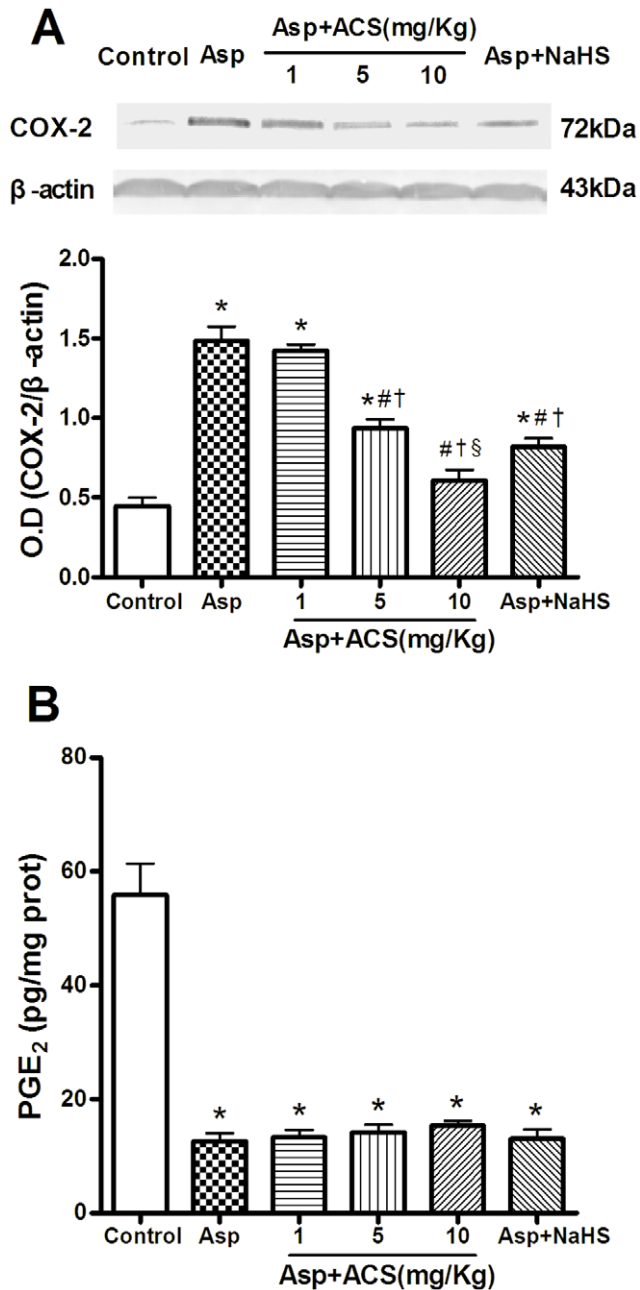 A
Asp+ACS(mg/Kg)
Control Asp 1 5 10 Asp+NaHS
COX-2 72kDa
β -actin 43kDa
O.D (COX-2/β -actin)
2.0
1.5
1.0
0.5
0.0
* * *#† #†§ *#†
Control Asp 1 5 10 Asp+NaHS
Asp+ACS(mg/Kg)
B
PGE₂ (pg/mg prot)
80
60
40
20
0
* * * * *
Control Asp 1 5 10 Asp+NaHS
Asp+ACS(mg/Kg)